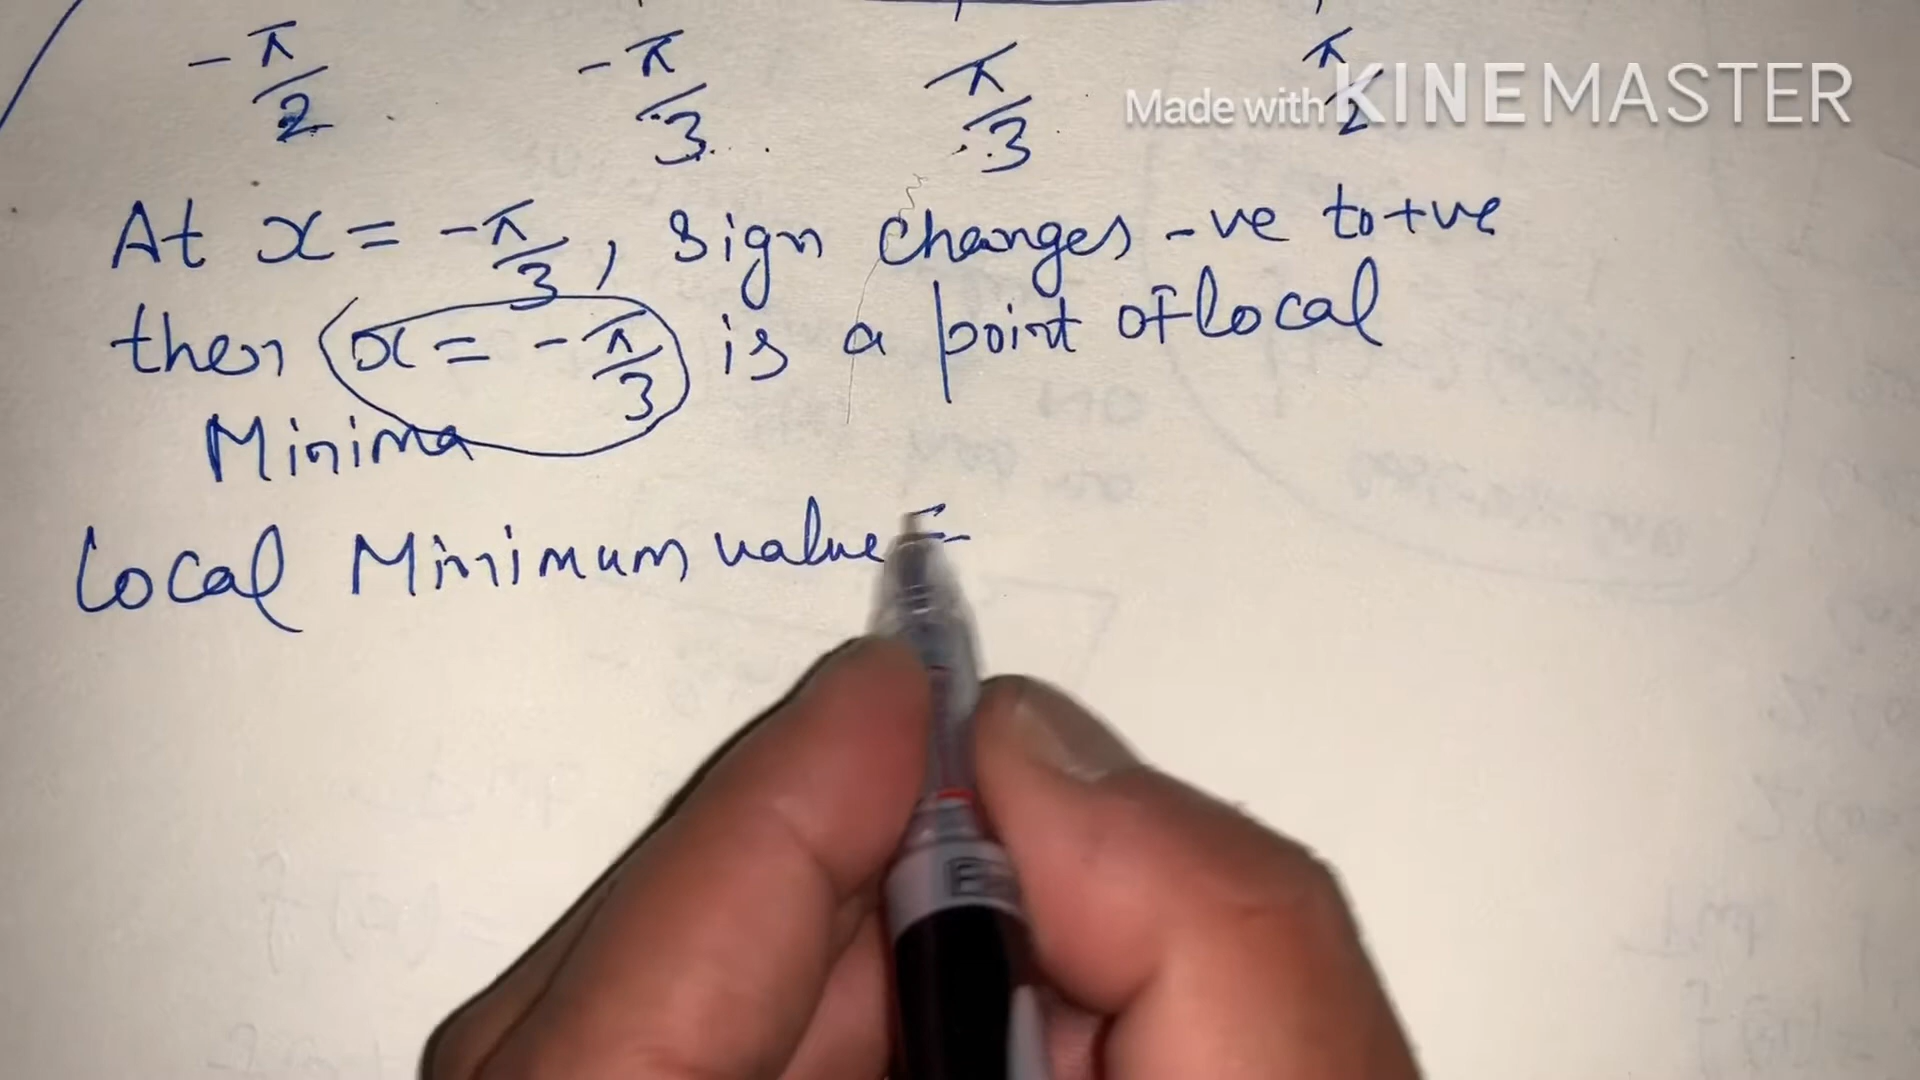 -π/2 -π/3 π/3 π/2
Made with KINEMASTER
At x = -π/3, sign changes -ve to +ve
then x = -π/3 is a point of local
Minima
Local Minimum value =